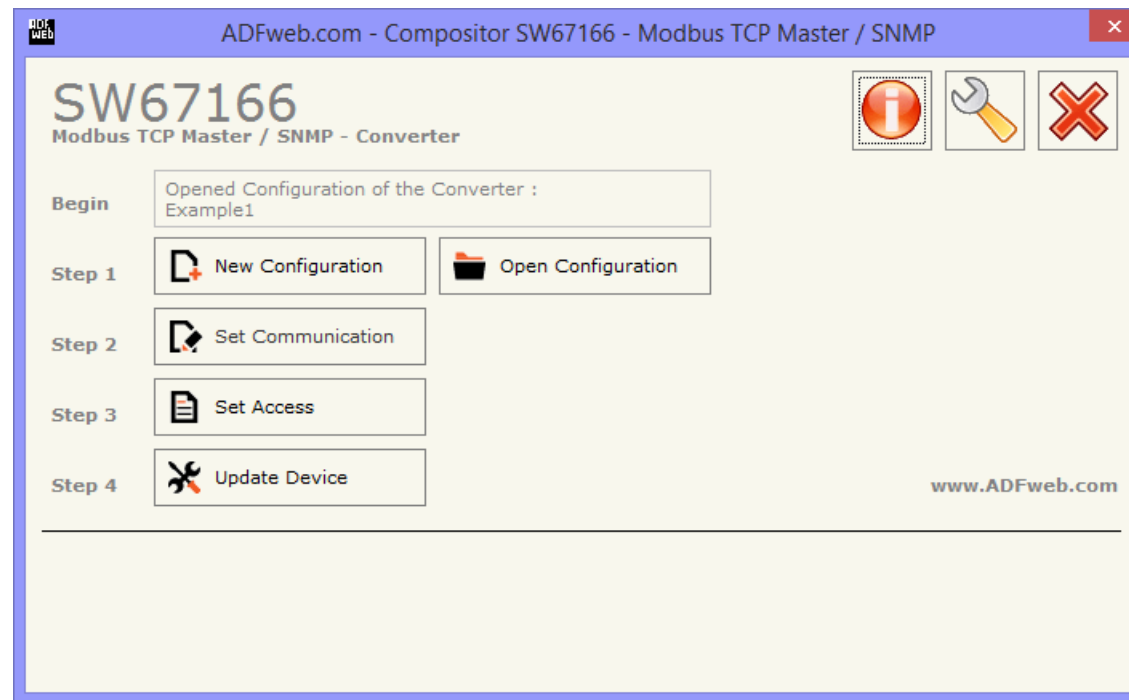 ADF
WEB
ADFweb.com - Compositor SW67166 - Modbus TCP Master / SNMP
SW67166
Modbus TCP Master / SNMP - Converter
Begin
Opened Configuration of the Converter :
Example1
Step 1
New Configuration
Open Configuration
Step 2
Set Communication
Step 3
Set Access
Step 4
Update Device
www.ADFweb.com